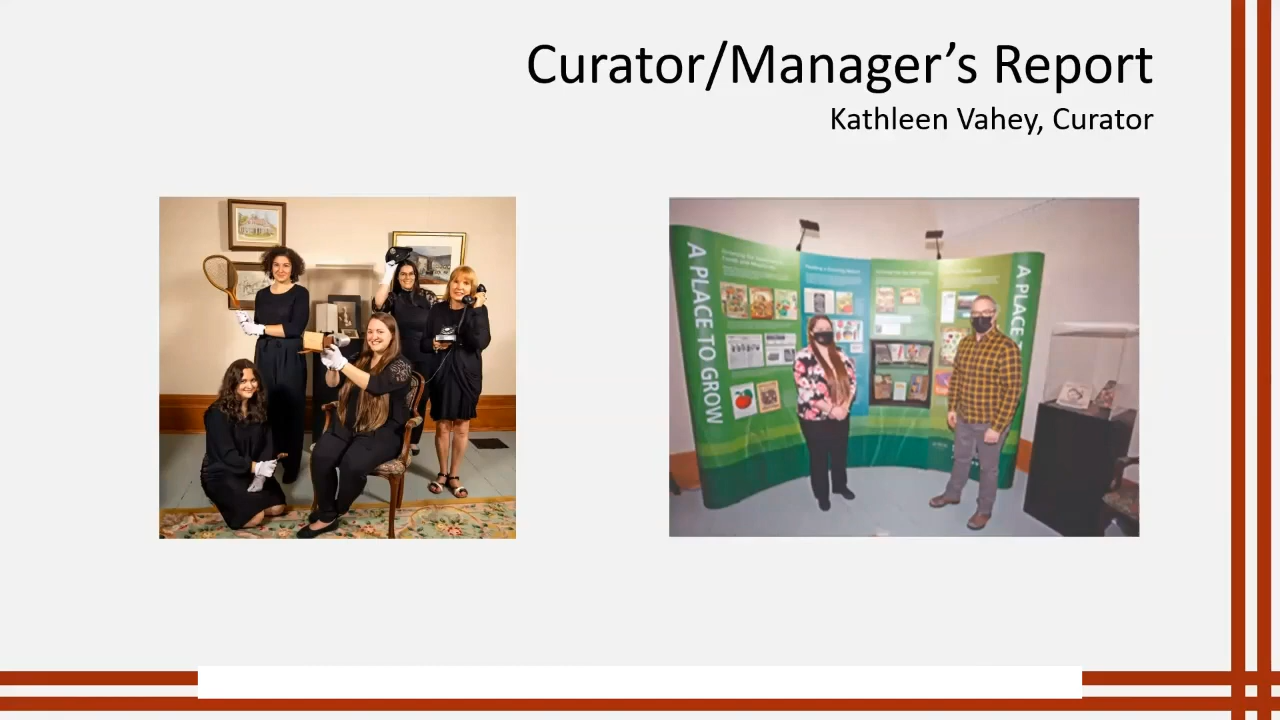 Curator/Manager’s Report
Kathleen Vahey, Curator
A PLACE TO GROW
A PLACE